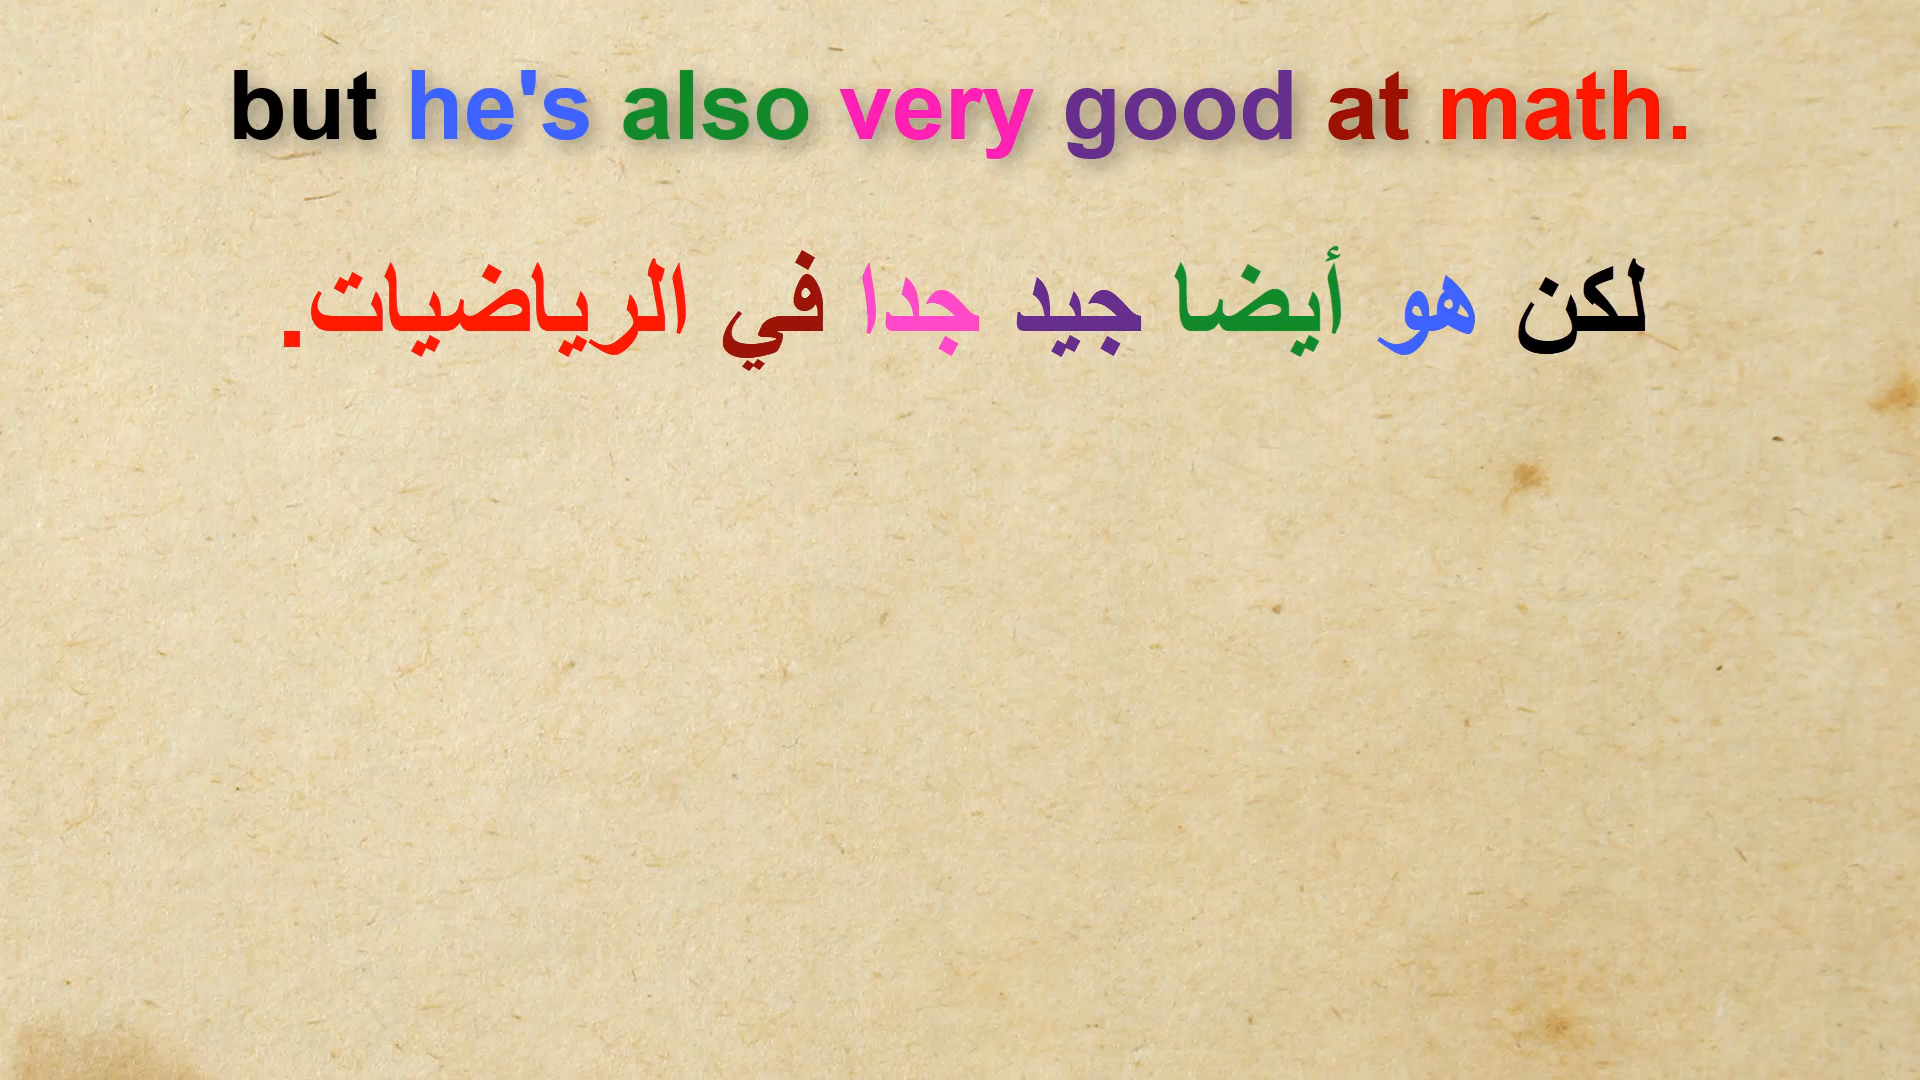 but he's also very good at math.
لكن هو أيضا جيد جدا في الرياضيات.